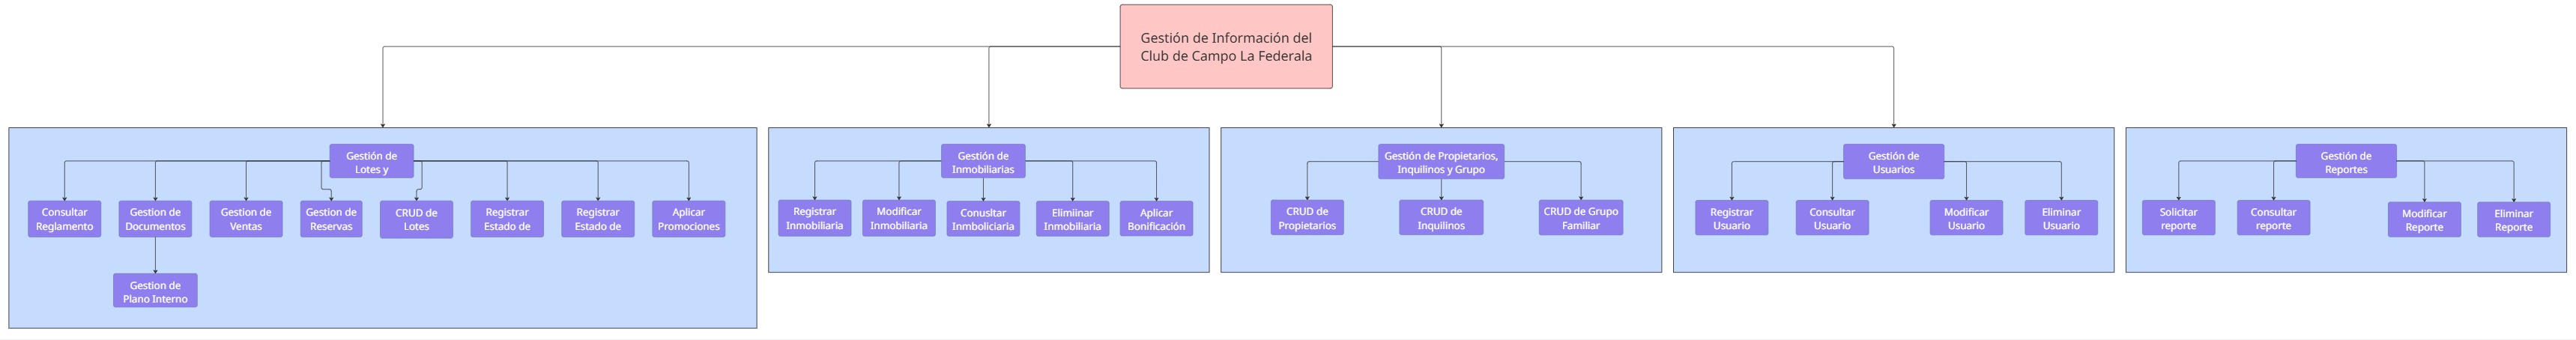 Gestión de Información del
Club de Campo La Federala
Gestión de
Lotes y
Consultar
Reglamento
Gestion de
Documentos
Gestion de
Ventas
Gestion de
Reservas
CRUD de
Lotes
Registrar
Estado de
Registrar
Estado de
Aplicar
Promociones
Gestion de
Plano Interno
Gestión de
Inmobiliarias
Registrar
Inmobiliaria
Modificar
Inmobiliaria
Conusltar
Inmboliciaria
Elimiinar
Inmobiliaria
Aplicar
Bonificación
Gestión de Propietarios,
Inquilinos y Grupo
CRUD de
Propietarios
CRUD de
Inquilinos
CRUD de Grupo
Familiar
Gestión de
Usuarios
Registrar
Usuario
Consultar
Usuario
Modificar
Usuario
Eliminar
Usuario
Gestión de
Reportes
Solicitar
reporte
Consultar
reporte
Modificar
Reporte
Eliminar
Reporte